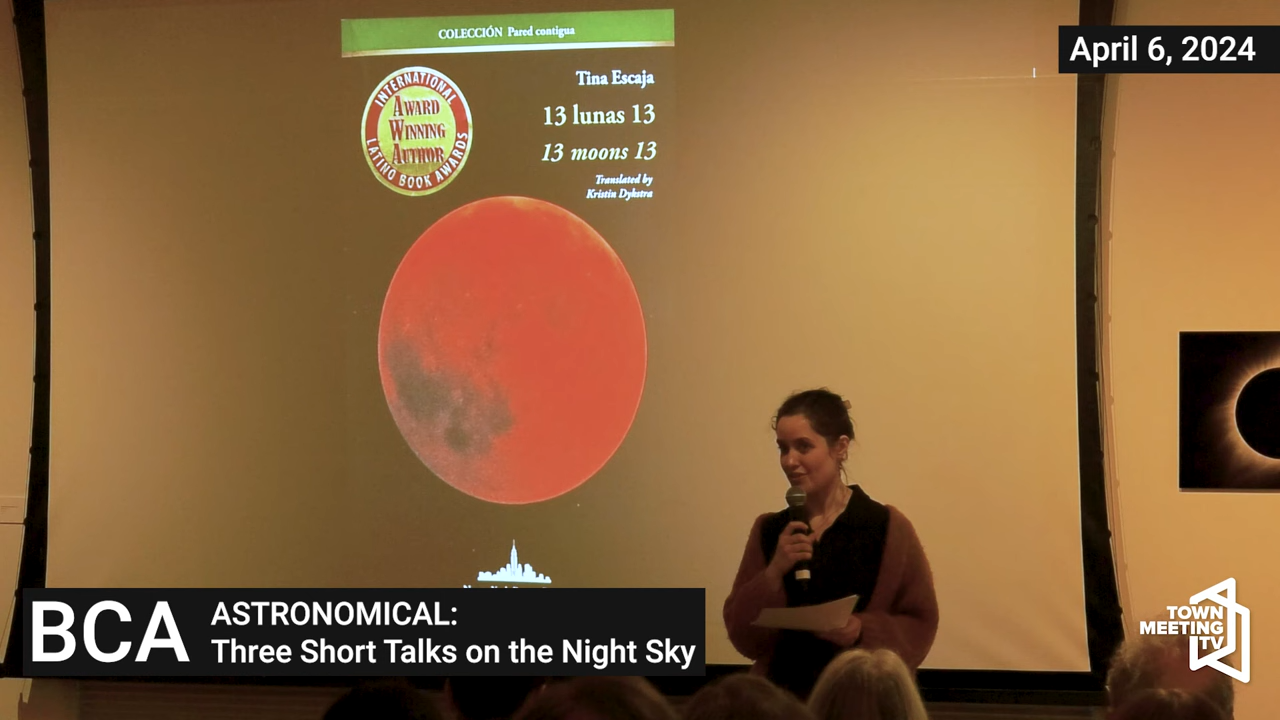 COLECCIÓN Pared contigua
April 6, 2024
INTERNATIONAL
AWARD
WINNING
AUTHOR
LATINO BOOK AWARDS
Tina Escaja
13 lunas 13
13 moons 13
Translated by
Kristin Dykstra
BCA
ASTRONOMICAL:
Three Short Talks on the Night Sky
TOWN
MEETING
TV